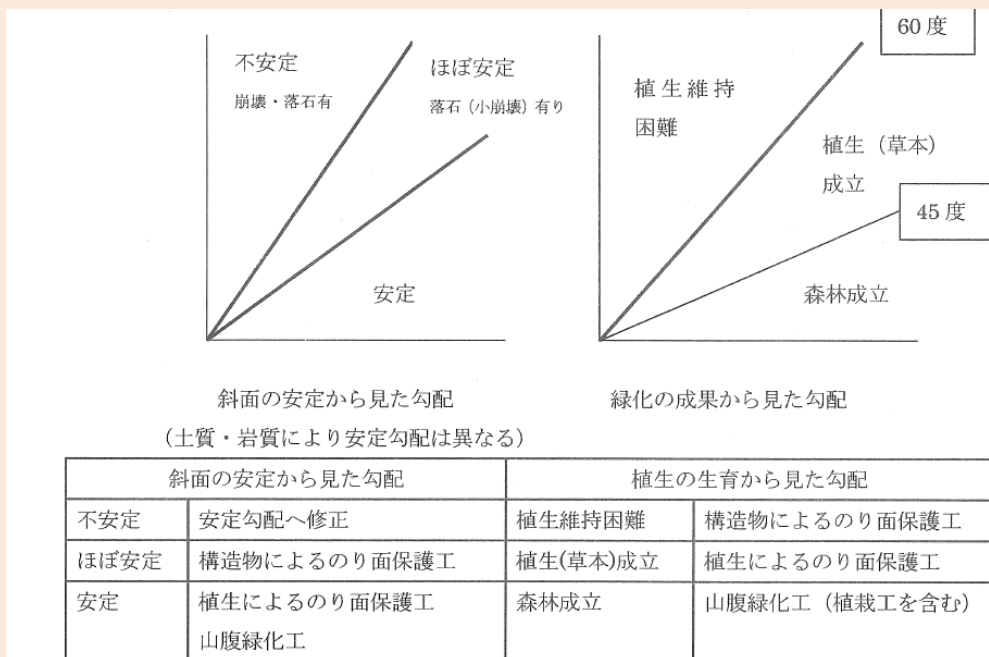 不安定
崩壊・落石有
ほぼ安定
落石（小崩壊）有り
安定
60 度
植生維持
困難
植生（草本）
成立
45 度
森林成立
斜面の安定から見た勾配
（土質・岩質により安定勾配は異なる）
緑化の成果から見た勾配
斜面の安定から見た勾配 植生の生育から見た勾配
不安定 安定勾配へ修正 植生維持困難 構造物によるのり面保護工
ほぼ安定 構造物によるのり面保護工 植生(草本)成立 植生によるのり面保護工
安定 植生によるのり面保護工 森林成立 山腹緑化工（植栽工を含む）
山腹緑化工